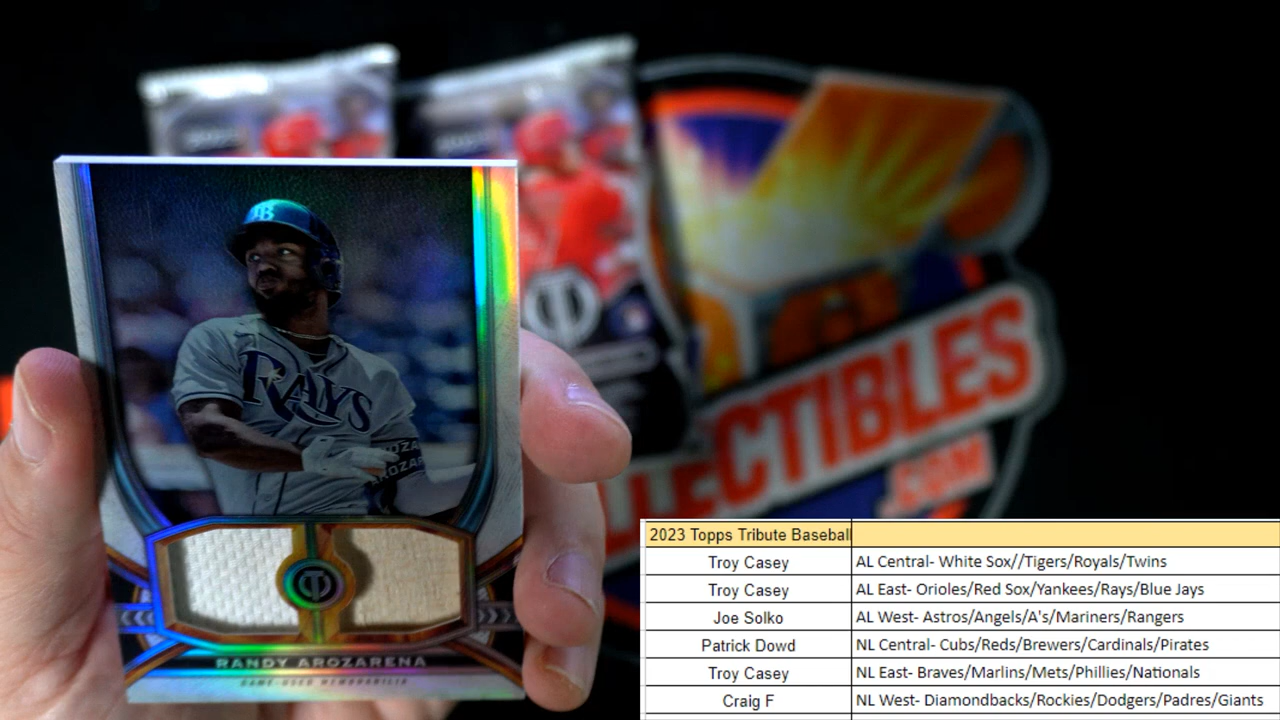 TB
RAYS
RANDY AROZARENA
GAME-USED MEMORABILIA
LLECTIBLES
.COM
2023 Topps Tribute Baseball
Troy Casey AL Central- White Sox//Tigers/Royals/Twins
Troy Casey AL East- Orioles/Red Sox/Yankees/Rays/Blue Jays
Joe Solko AL West- Astros/Angels/A's/Mariners/Rangers
Patrick Dowd NL Central- Cubs/Reds/Brewers/Cardinals/Pirates
Troy Casey NL East- Braves/Marlins/Mets/Phillies/Nationals
Craig F NL West- Diamondbacks/Rockies/Dodgers/Padres/Giants